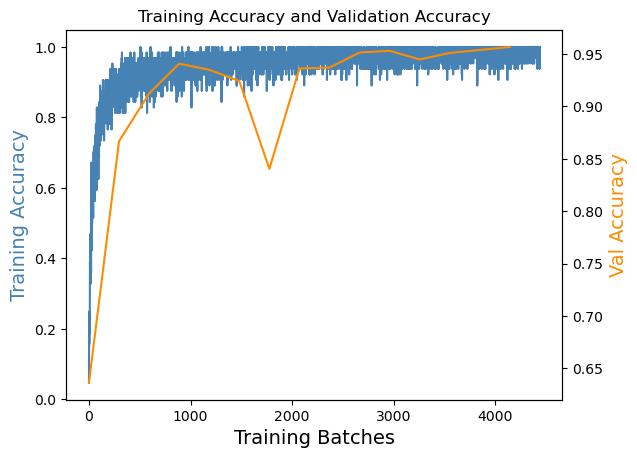 Training Accuracy and Validation Accuracy
1.0
0.8
0.6
0.4
0.2
0.0
Training Accuracy
0.95
0.90
0.85
0.80
0.75
0.70
0.65
Val Accuracy
0 1000 2000 3000 4000
Training Batches